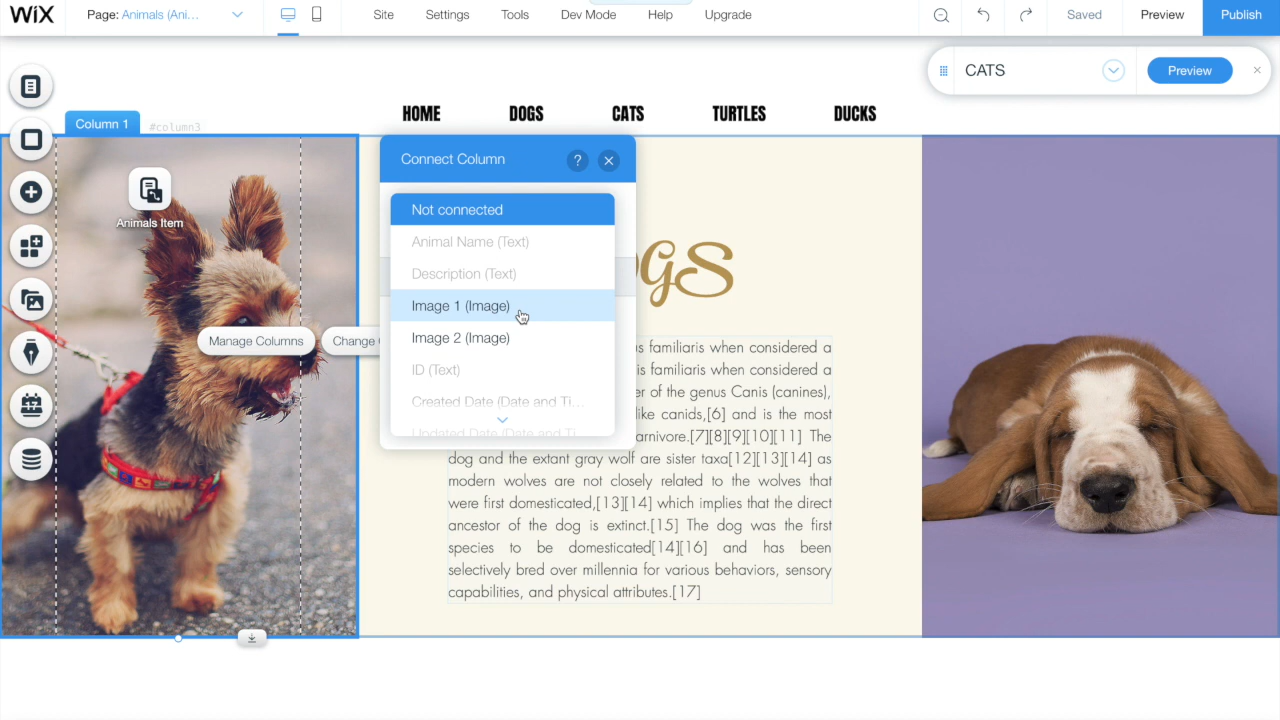 WiX
Page: Animals (Ani...
Site
Settings
Tools
Dev Mode
Help
Upgrade
Saved
Preview
Publish
CATS
Preview
HOME
DOGS
CATS
TURTLES
DUCKS
Column 1
#column3
Animals Item
Manage Columns
Change
Connect Column
?
Not connected
Animal Name (Text)
Description (Text)
Image 1 (Image)
Image 2 (Image)
ID (Text)
Created Date (Date and Ti...
Updated Date (Date and Ti
GS
s familiaris when considered a
is familiaris when considered a
er of the genus Canis (canines),
like canids,[6] and is the most
arnivore.[7][8][9][10][11] The
dog and the extant gray wolf are sister taxa[12][13][14] as
modern wolves are not closely related to the wolves that
were first domesticated,[13][14] which implies that the direct
ancestor of the dog is extinct.[15] The dog was the first
species to be domesticated[14][16] and has been
selectively bred over millennia for various behaviors, sensory
capabilities, and physical attributes.[17]